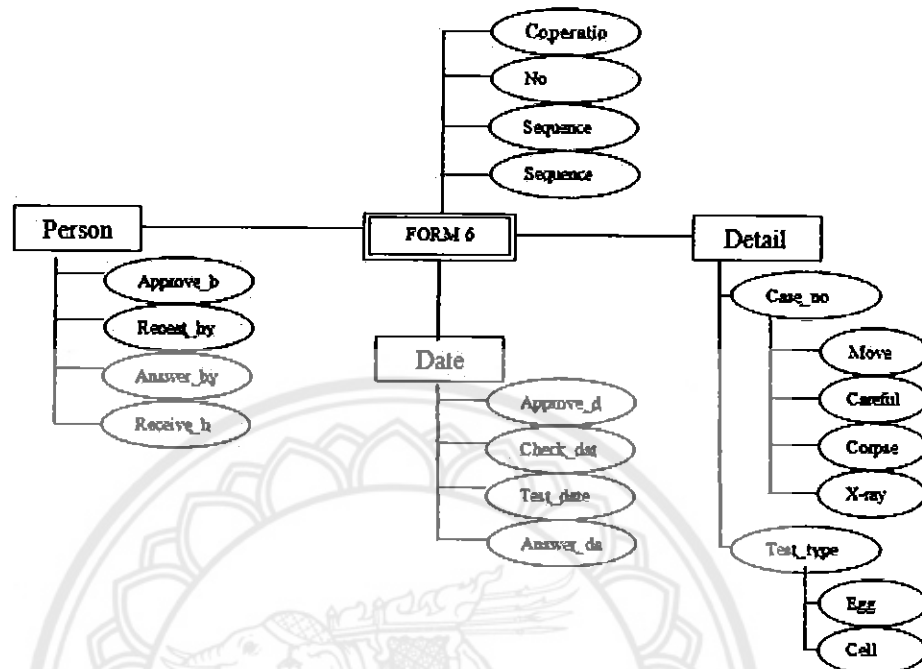 Coperatio
No
Sequence
Sequence
Person
FORM 6
Detail
Approve_b
Recest_by
Answer_by
Receive_b
Date
Approve_d
Check_dat
Test_date
Answer_da
Case_no
Move
Careful
Corpse
X-ray
Test_type
Egg
Cell